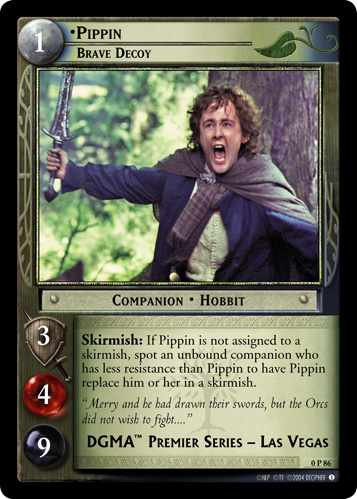 1
•Pippin
Brave Decoy
Companion • Hobbit
3
4
9
Skirmish: If Pippin is not assigned to a
skirmish, spot an unbound companion who
has less resistance than Pippin to have Pippin
replace him or her in a skirmish.
"Merry and he had drawn their swords, but the Orcs
did not wish to fight...."
DGMA™ Premier Series – Las Vegas
0 P 86
©NLP ©TE ©2004 DECIPHER 1